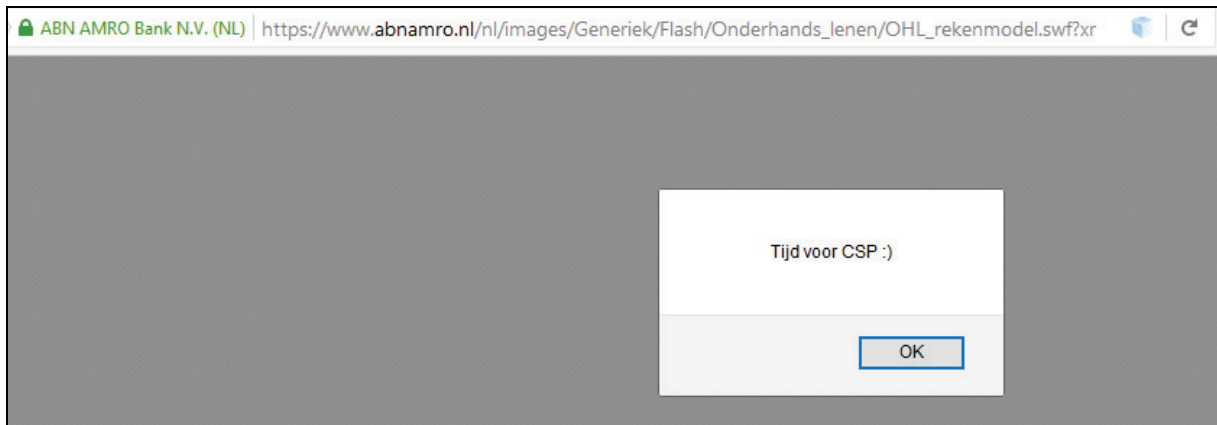 ABN AMRO Bank N.V. (NL) https://www.abnamro.nl/nl/images/Generiek/Flash/Onderhands_lenen/OHL_rekenmodel.swf?xr
Tijd voor CSP :)
OK